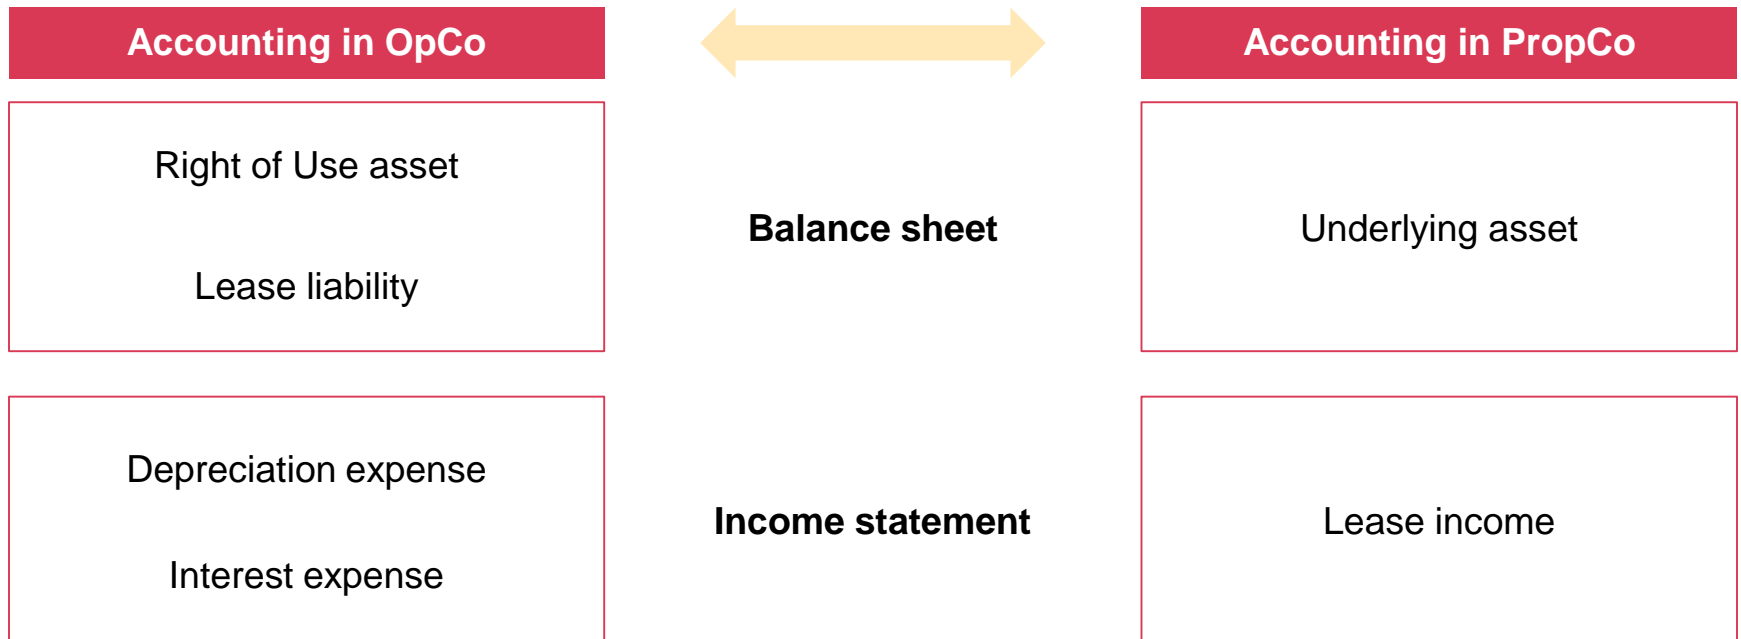 Accounting in OpCo
Accounting in PropCo
Right of Use asset
Lease liability
Balance sheet
Underlying asset
Depreciation expense
Interest expense
Income statement
Lease income